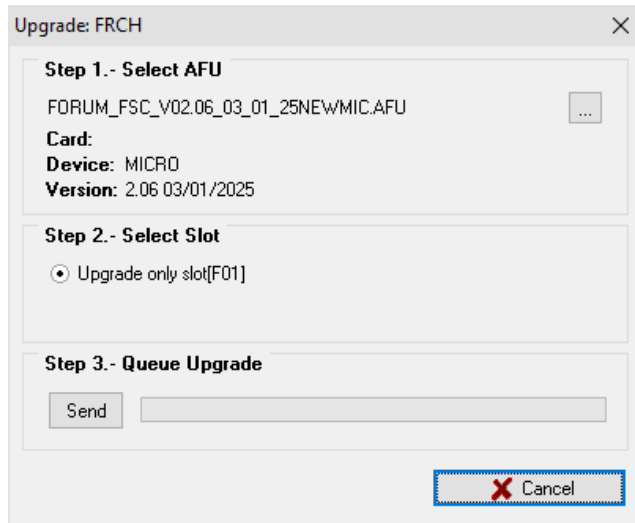 Upgrade: FRCH
Step 1.- Select AFU
FORUM_FSC_V02.06_03_01_25NEWMIC.AFU
...
Card:
Device: MICRO
Version: 2.06 03/01/2025
Step 2.- Select Slot
Upgrade only slot[F01]
Step 3.- Queue Upgrade
Send
Cancel